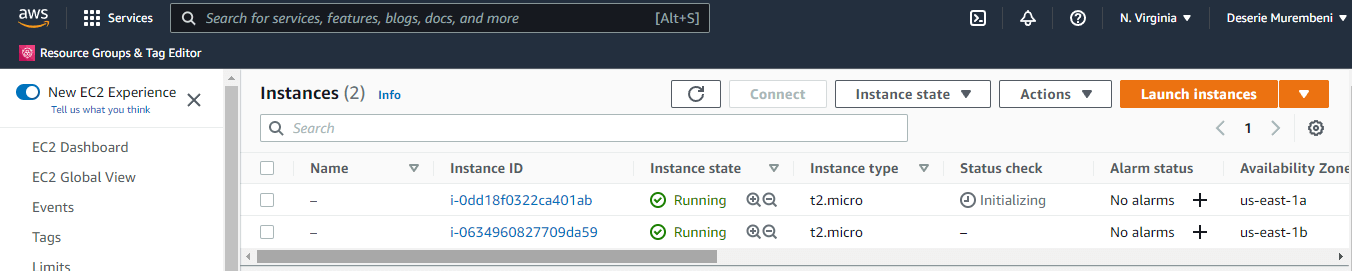 aws Services Search for services, features, blogs, docs, and more [Alt+S] N. Virginia Deserie Murembeni
Resource Groups & Tag Editor
New EC2 Experience
Tell us what you think
EC2 Dashboard
EC2 Global View
Events
Tags
Limits
Instances (2) Info Connect Instance state Actions Launch instances
Search
1
Name Instance ID Instance state Instance type Status check Alarm status Availability Zone
– i-0dd18f0322ca401ab Running t2.micro Initializing No alarms us-east-1a
– i-0634960827709da59 Running t2.micro – No alarms us-east-1b